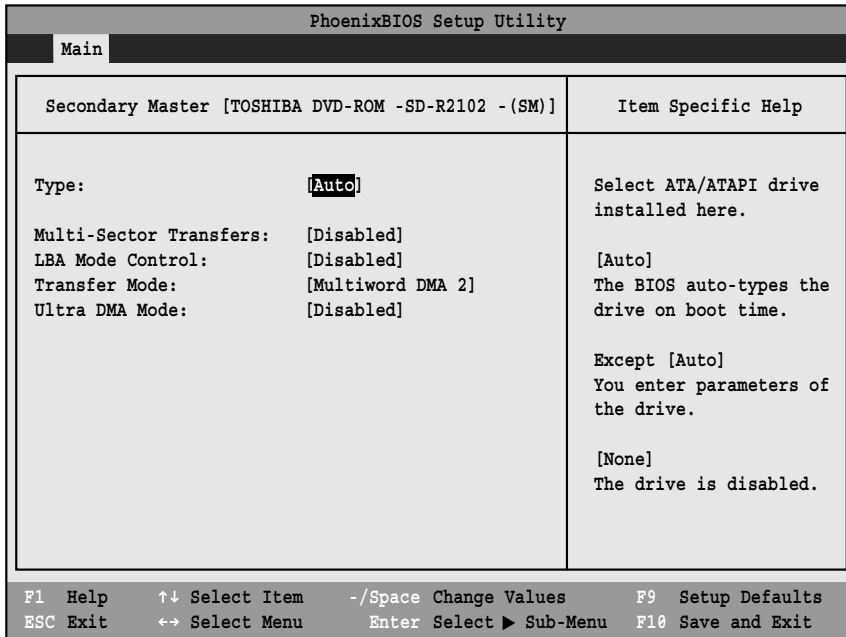 PhoenixBIOS Setup Utility
Main
Secondary Master [TOSHIBA DVD-ROM -SD-R2102 -(SM)]
Item Specific Help
Type: [Auto]
Multi-Sector Transfers: [Disabled]
LBA Mode Control: [Disabled]
Transfer Mode: [Multiword DMA 2]
Ultra DMA Mode: [Disabled]
Select ATA/ATAPI drive
installed here.
[Auto]
The BIOS auto-types the
drive on boot time.
Except [Auto]
You enter parameters of
the drive.
[None]
The drive is disabled.
F1 Help ↑↓ Select Item -/Space Change Values F9 Setup Defaults
ESC Exit ←→ Select Menu Enter Select ▶ Sub-Menu F10 Save and Exit